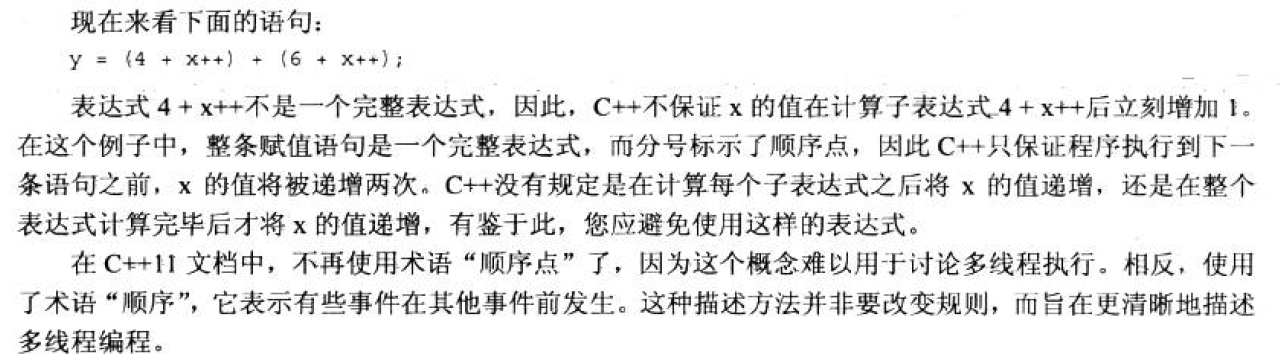 现在来看下面的语句：
y = (4 + x++) + (6 + x++);
表达式 4 + x++不是一个完整表达式，因此，C++不保证 x 的值在计算子表达式 4 + x++后立刻增加 1。
在这个例子中，整条赋值语句是一个完整表达式，而分号标示了顺序点，因此 C++只保证程序执行到下一
条语句之前，x 的值将被递增两次。C++没有规定是在计算每个子表达式之后将 x 的值递增，还是在整个
表达式计算完毕后才将 x 的值递增，有鉴于此，您应避免使用这样的表达式。
在 C++11 文档中，不再使用术语“顺序点”了，因为这个概念难以用于讨论多线程执行。相反，使用
了术语“顺序”，它表示有些事件在其他事件前发生。这种描述方法并非要改变规则，而旨在更清晰地描述
多线程编程。